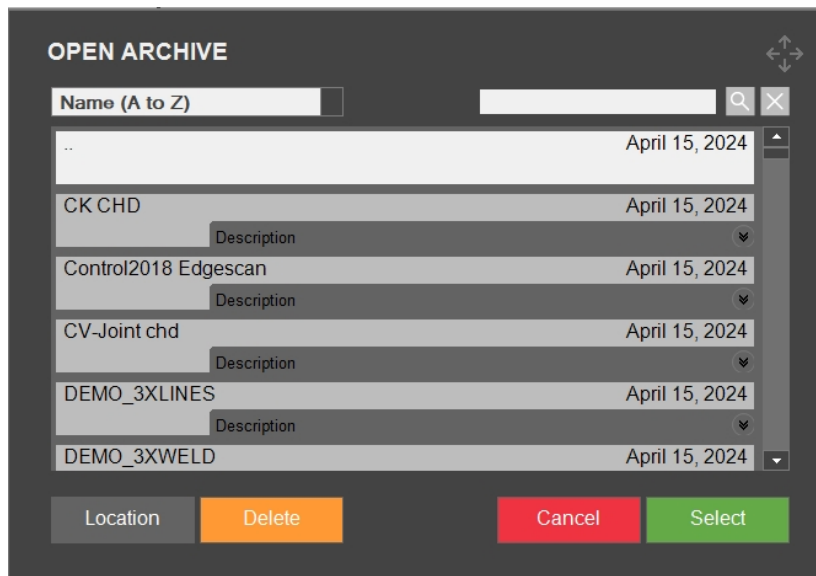 OPEN ARCHIVE
Name (A to Z)
.. April 15, 2024
CK CHD April 15, 2024
Description
Control2018 Edgescan April 15, 2024
Description
CV-Joint chd April 15, 2024
Description
DEMO_3XLINES April 15, 2024
Description
DEMO_3XWELD April 15, 2024
Location Delete Cancel Select